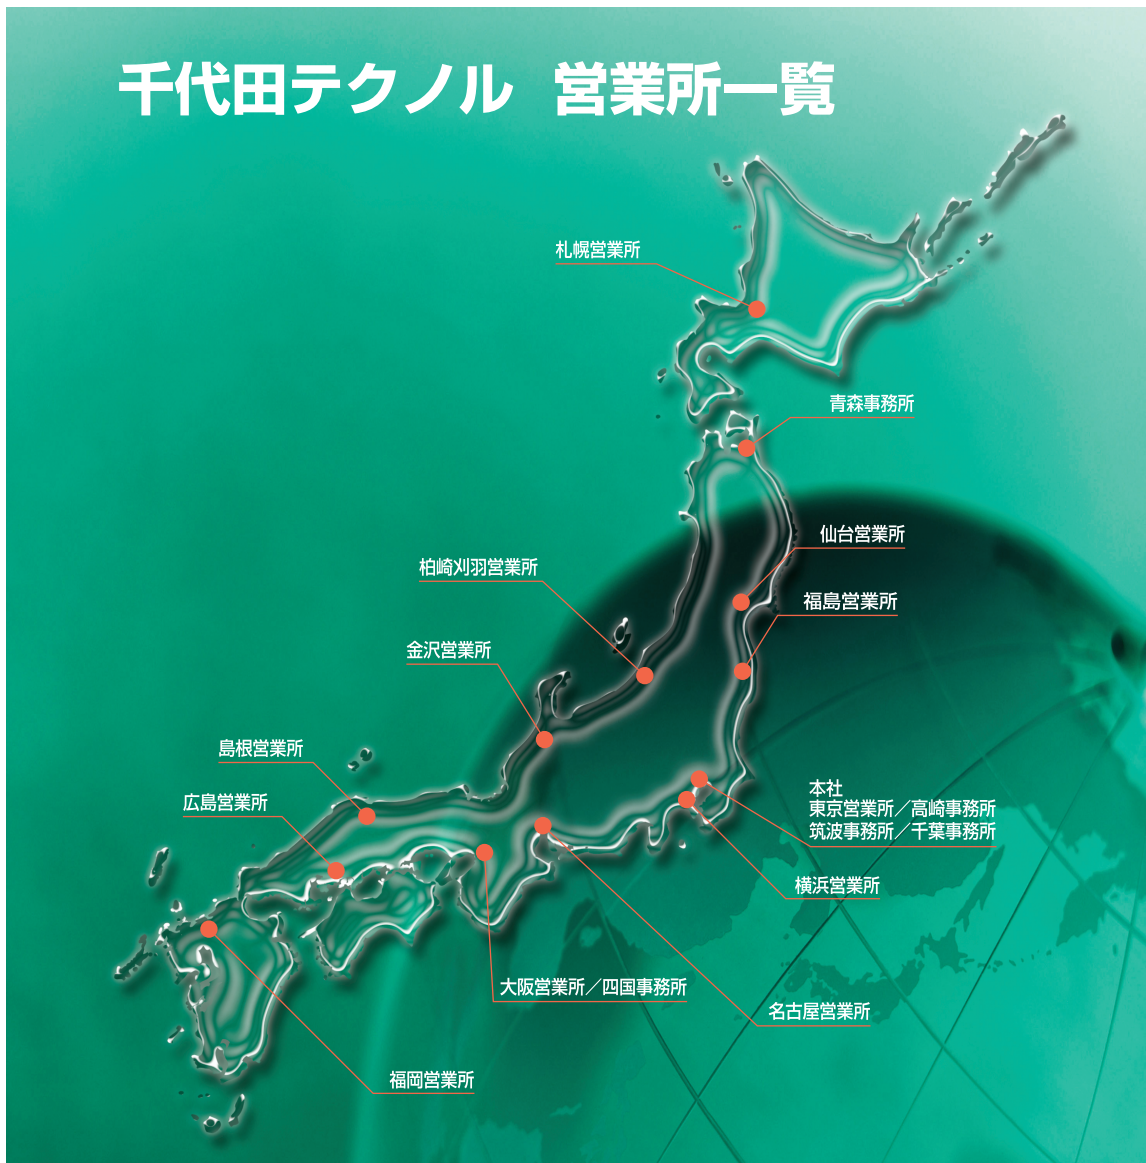 千代田テクノル 営業所一覧
札幌営業所
青森事務所
仙台営業所
柏崎刈羽営業所
福島営業所
金沢営業所
島根営業所
広島営業所
本社
東京営業所／高崎事務所
筑波事務所／千葉事務所
横浜営業所
大阪営業所／四国事務所
名古屋営業所
福岡営業所